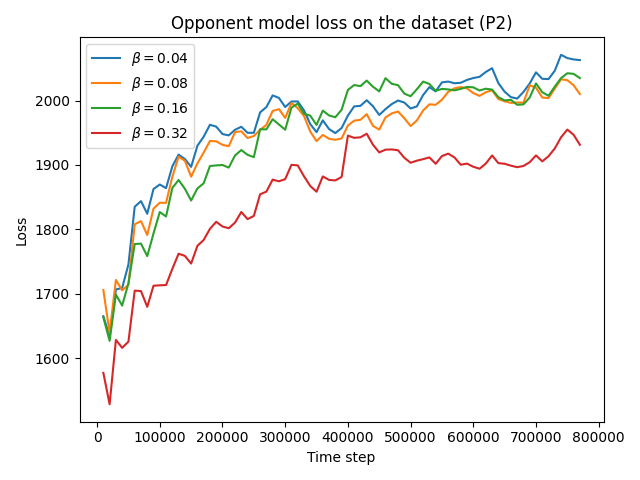 Opponent model loss on the dataset (P2)
β = 0.04
β = 0.08
β = 0.16
β = 0.32
Loss
2000
1900
1800
1700
1600
0 100000 200000 300000 400000 500000 600000 700000 800000
Time step